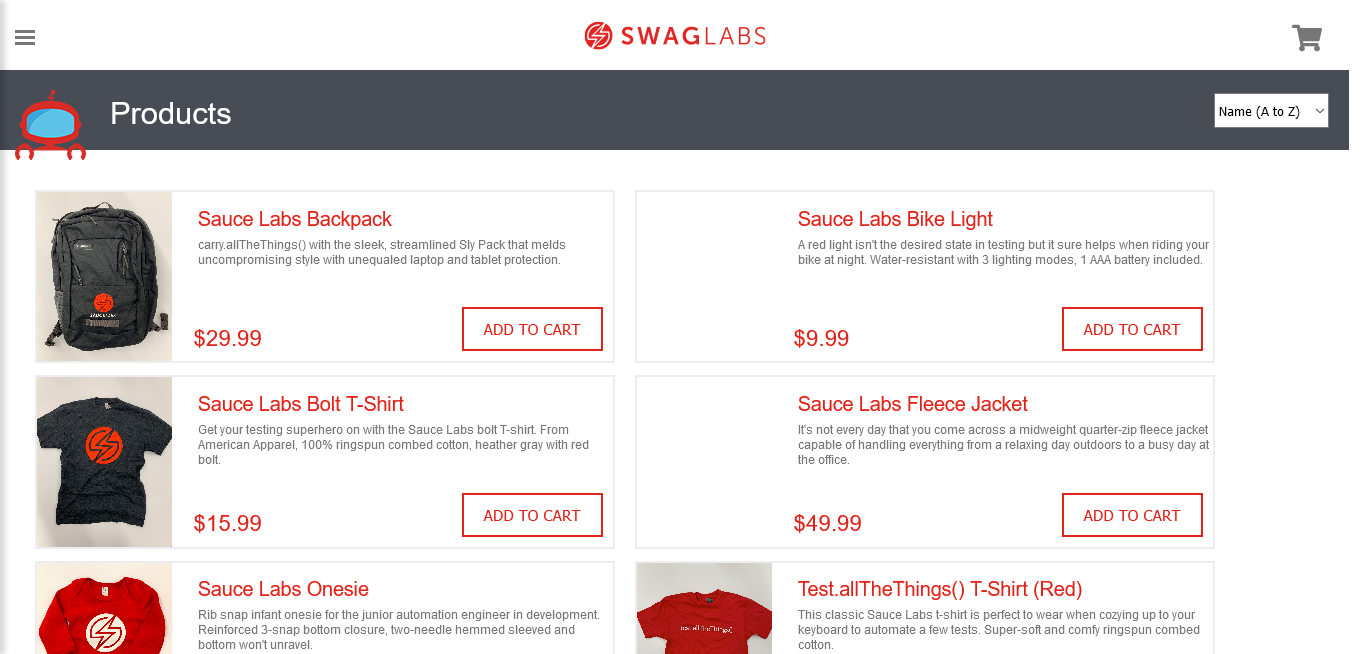 SWAGLABS
Products
Name (A to Z)
Sauce Labs Backpack
carry.allTheThings() with the sleek, streamlined Sly Pack that melds
uncompromising style with unequaled laptop and tablet protection.
$29.99
ADD TO CART
Sauce Labs Bike Light
A red light isn't the desired state in testing but it sure helps when riding your
bike at night. Water-resistant with 3 lighting modes, 1 AAA battery included.
$9.99
ADD TO CART
Sauce Labs Bolt T-Shirt
Get your testing superhero on with the Sauce Labs bolt T-shirt. From
American Apparel, 100% ringspun combed cotton, heather gray with red
bolt.
$15.99
ADD TO CART
Sauce Labs Fleece Jacket
It's not every day that you come across a midweight quarter-zip fleece jacket
capable of handling everything from a relaxing day outdoors to a busy day at
the office.
$49.99
ADD TO CART
Sauce Labs Onesie
Rib snap infant onesie for the junior automation engineer in development.
Reinforced 3-snap bottom closure, two-needle hemmed sleeved and
bottom won't unravel.
test.allTheThings()
Test.allTheThings() T-Shirt (Red)
This classic Sauce Labs t-shirt is perfect to wear when cozying up to your
keyboard to automate a few tests. Super-soft and comfy ringspun combed
cotton.